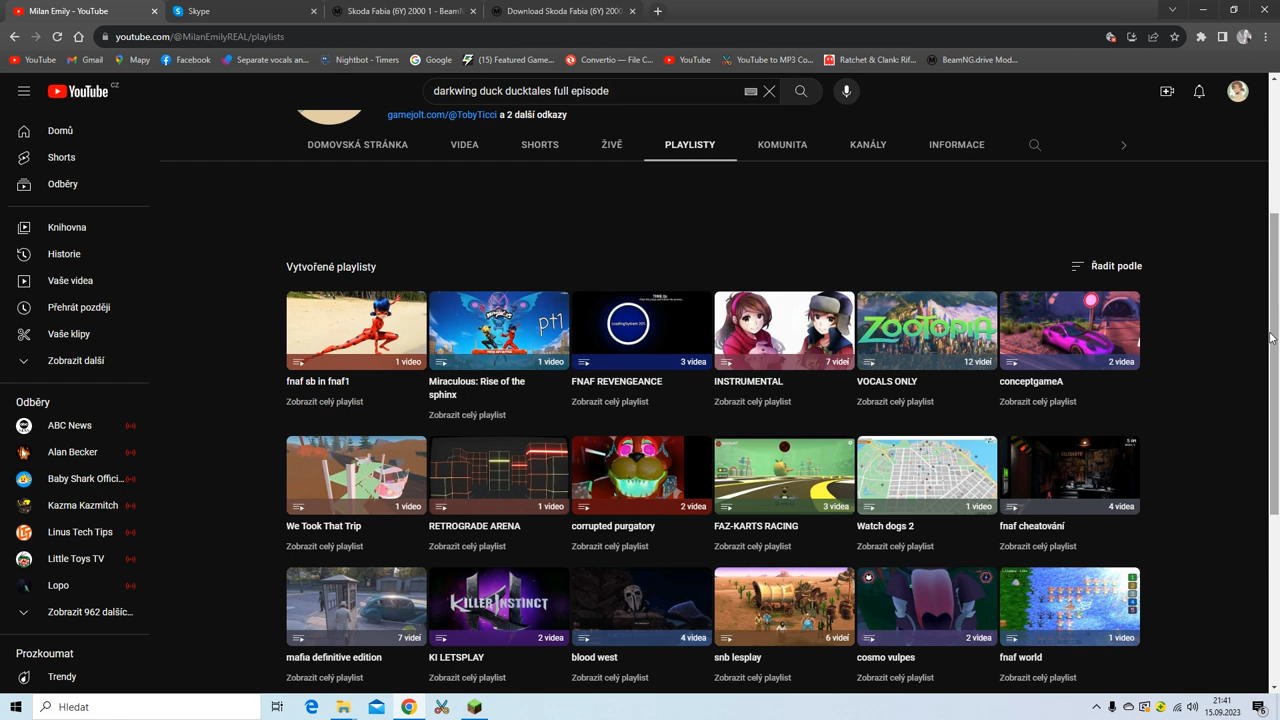 Milan Emily - YouTube
Skype
Skoda Fabia (6Y) 2000 1 - BeamN
Download Skoda Fabia (6Y) 2000
youtube.com/@MilanEmilyREAL/playlists
YouTube
Gmail
Mapy
Facebook
Separate vocals an...
Nightbot - Timers
Google
(15) Featured Game...
Convertio — File C...
YouTube
YouTube to MP3 Co...
Ratchet & Clank: Rif...
BeamNG.drive Mod...
YouTube CZ
darkwing duck ducktales full episode
gamejolt.com/@TobyTicci a 2 další odkazy
DOMOVSKÁ STRÁNKA
VIDEA
SHORTS
ŽIVĚ
PLAYLISTY
KOMUNITA
KANÁLY
INFORMACE
Domů
Shorts
Odběry
Knihovna
Historie
Vaše videa
Přehrát později
Vaše klipy
Zobrazit další
Odběry
ABC News
Alan Becker
Baby Shark Offici...
Kazma Kazmitch
Linus Tech Tips
Little Toys TV
Lopo
Zobrazit 962 dalšíc...
Prozkoumat
Trendy
Vytvořené playlisty
Řadit podle
pt1
ZOOTOPIA
1 video
1 video
3 videa
7 videí
12 videí
2 videa
fnaf sb in fnaf1
Miraculous: Rise of the
sphinx
FNAF REVENGEANCE
INSTRUMENTAL
VOCALS ONLY
conceptgameA
Zobrazit celý playlist
Zobrazit celý playlist
Zobrazit celý playlist
Zobrazit celý playlist
Zobrazit celý playlist
Zobrazit celý playlist
1 video
1 video
2 videa
3 videa
2 videa
4 videa
We Took That Trip
RETROGRADE ARENA
corrupted purgatory
FAZ-KARTS RACING
Watch dogs 2
fnaf cheatování
Zobrazit celý playlist
Zobrazit celý playlist
Zobrazit celý playlist
Zobrazit celý playlist
Zobrazit celý playlist
Zobrazit celý playlist
KILLER INSTINCT
7 videí
2 videa
4 videa
6 videí
2 videa
1 video
mafia definitive edition
KI LETSPLAY
blood west
snb lesplay
cosmo vulpes
fnaf world
Zobrazit celý playlist
Zobrazit celý playlist
Zobrazit celý playlist
Zobrazit celý playlist
Zobrazit celý playlist
Zobrazit celý playlist
Hledat
21:41
15.09.2023
6